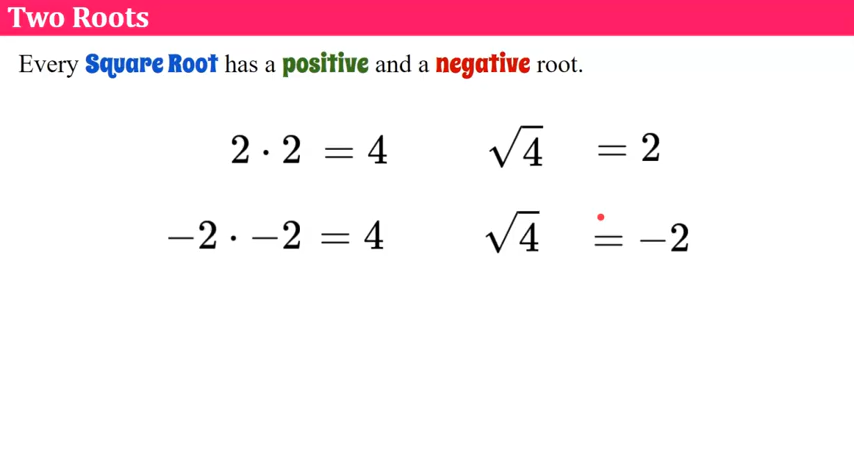 Two Roots
Every Square Root has a positive and a negative root.
2 · 2 = 4 √4 = 2
−2 · −2 = 4 √4 = −2